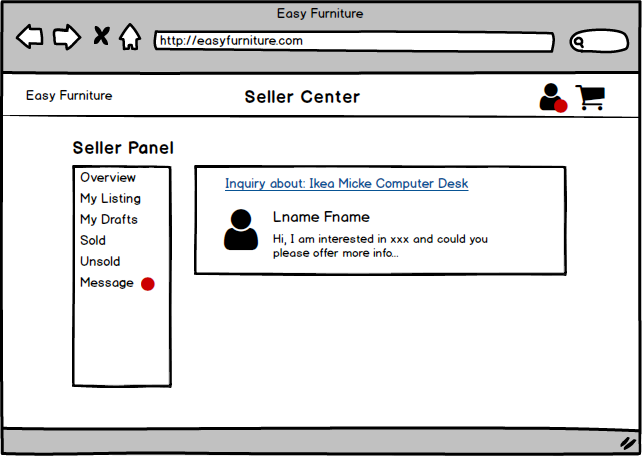 Easy Furniture
http://easyfurniture.com
Easy Furniture
Seller Center
Seller Panel
Overview
My Listing
My Drafts
Sold
Unsold
Message
Inquiry about: Ikea Micke Computer Desk
Lname Fname
Hi, I am interested in xxx and could you
please offer more info...